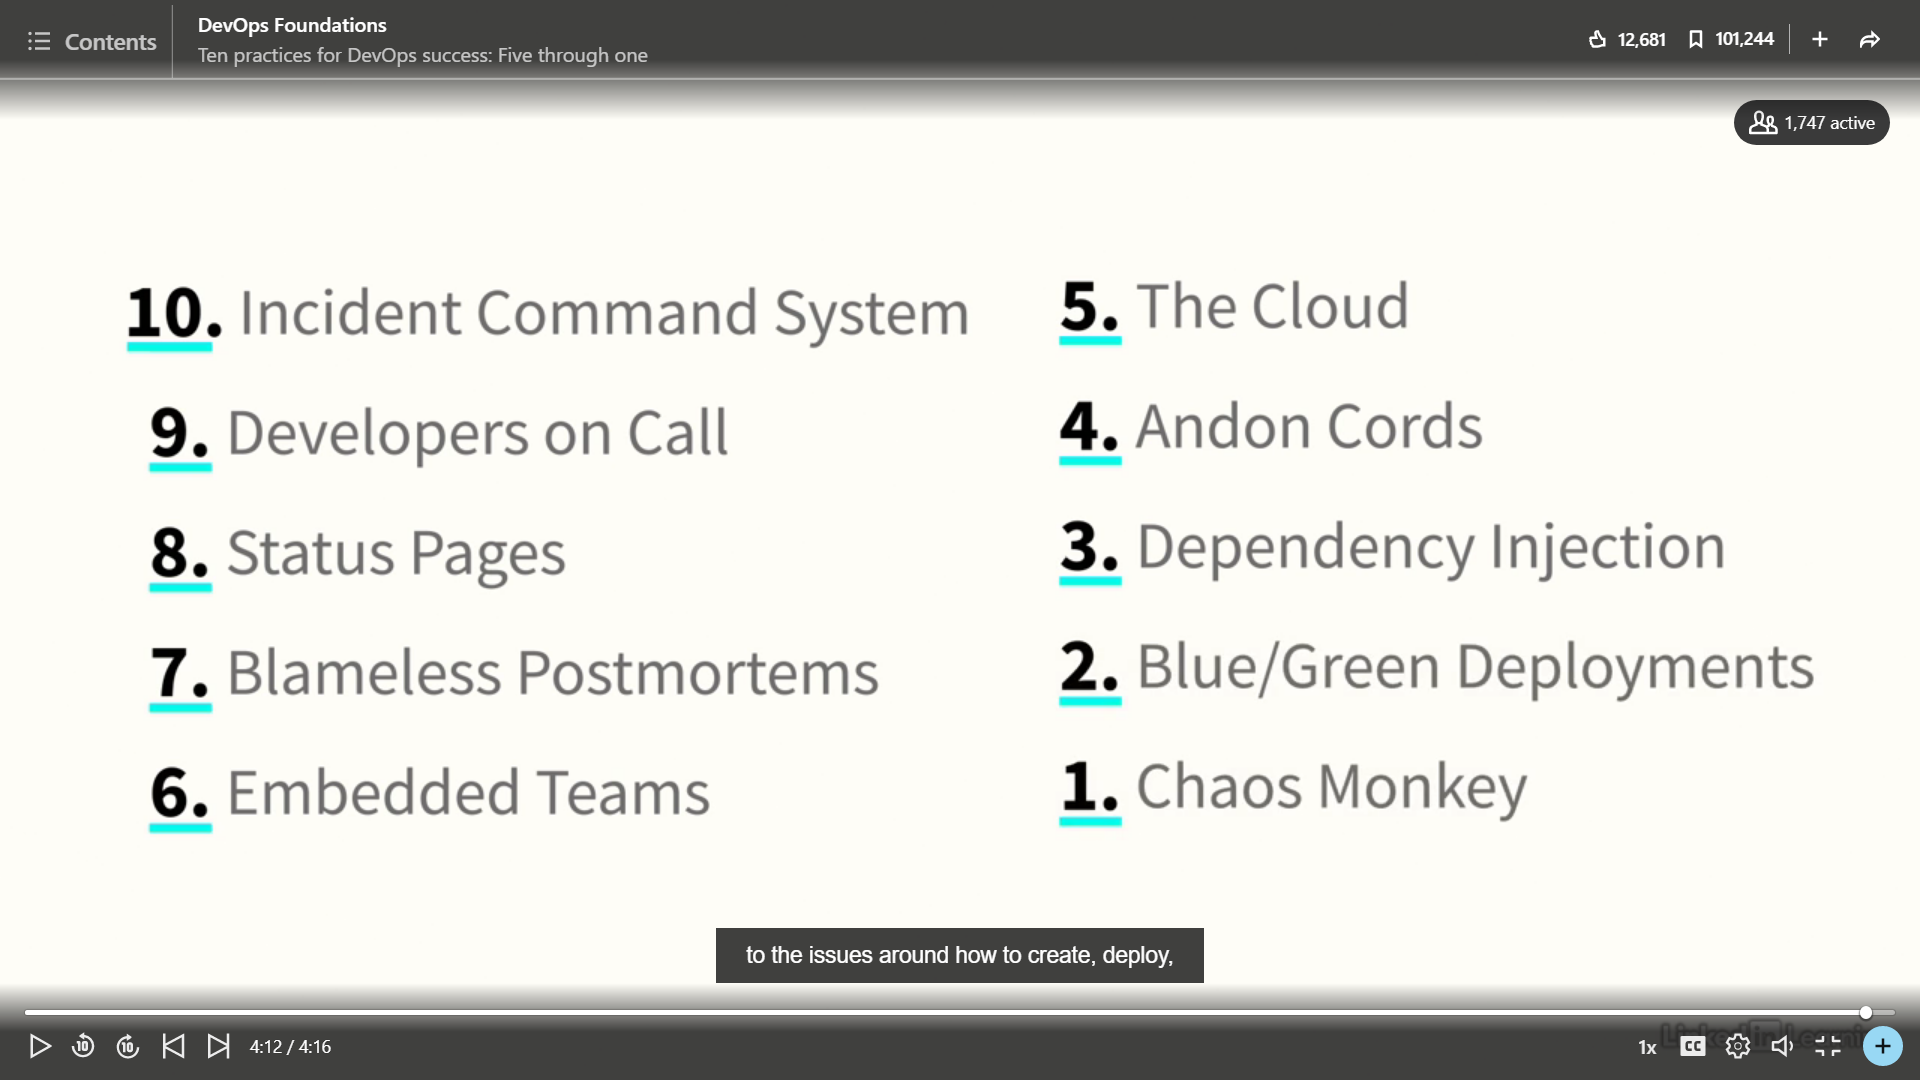 Contents
DevOps Foundations
Ten practices for DevOps success: Five through one
12,681
101,244
1,747 active
10. Incident Command System
9. Developers on Call
8. Status Pages
7. Blameless Postmortems
6. Embedded Teams
5. The Cloud
4. Andon Cords
3. Dependency Injection
2. Blue/Green Deployments
1. Chaos Monkey
to the issues around how to create, deploy,
10
10
4:12 / 4:16
1x
CC